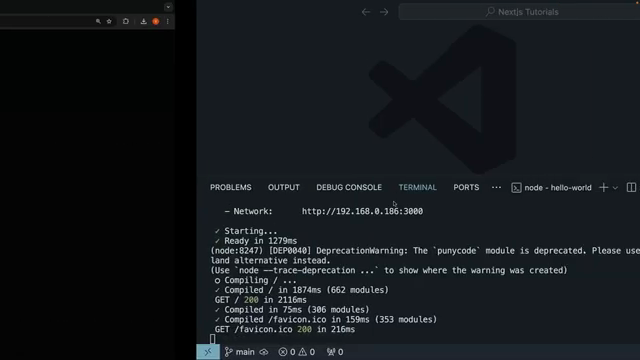 NextJs Tutorials
PROBLEMS OUTPUT DEBUG CONSOLE TERMINAL PORTS ... node - hello-world
- Network: http://192.168.0.186:3000
✓ Starting...
✓ Ready in 1279ms
(node:8247) [DEP0040] DeprecationWarning: The `punycode` module is deprecated. Please use
land alternative instead.
(Use `node --trace-deprecation ...` to show where the warning was created)
○ Compiling / ...
✓ Compiled / in 1874ms (662 modules)
GET / 200 in 2116ms
✓ Compiled in 75ms (306 modules)
✓ Compiled /favicon.ico in 159ms (353 modules)
GET /favicon.ico 200 in 216ms
main 0 0 0